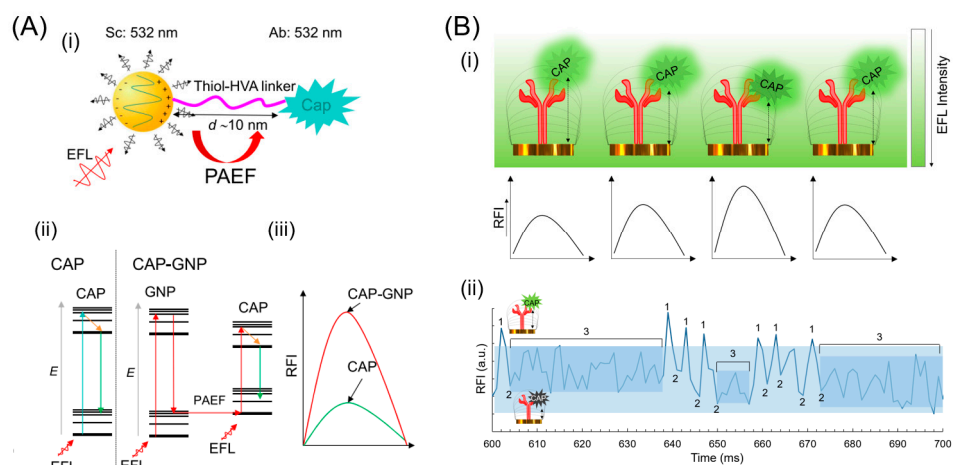 (A)
(i)
Sc: 532 nm
Ab: 532 nm
Thiol-HVA linker
Cap
d ~10 nm
EFL
PAEF
(ii)
CAP
CAP-GNP
CAP
GNP
CAP
E
E
PAEF
EFL
EFL
EFL
(iii)
RFI
CAP-GNP
CAP
(B)
(i)
CAP
CAP
CAP
CAP
EFL Intensity
RFI
(ii)
RFI (a.u.)
CAP
1
3
1
1
1
3
1
1
1
3
2
2
2
2
2
2
2
600
610
620
630
640
650
660
670
680
690
700
Time (ms)